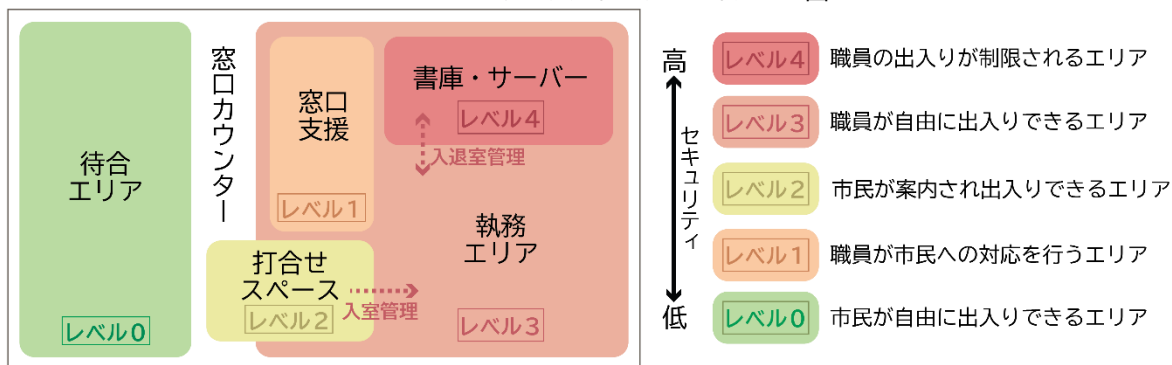 待合
エリア
レベル0
窓口カウンター
窓口
支援
レベル1
書庫・サーバー
レベル4
入退室管理
執務
エリア
レベル3
打合せ
スペース
レベル2
入室管理
高
セキュリティ
低
レベル4 職員の出入りが制限されるエリア
レベル3 職員が自由に出入りできるエリア
レベル2 市民が案内され出入りできるエリア
レベル1 職員が市民への対応を行うエリア
レベル0 市民が自由に出入りできるエリア